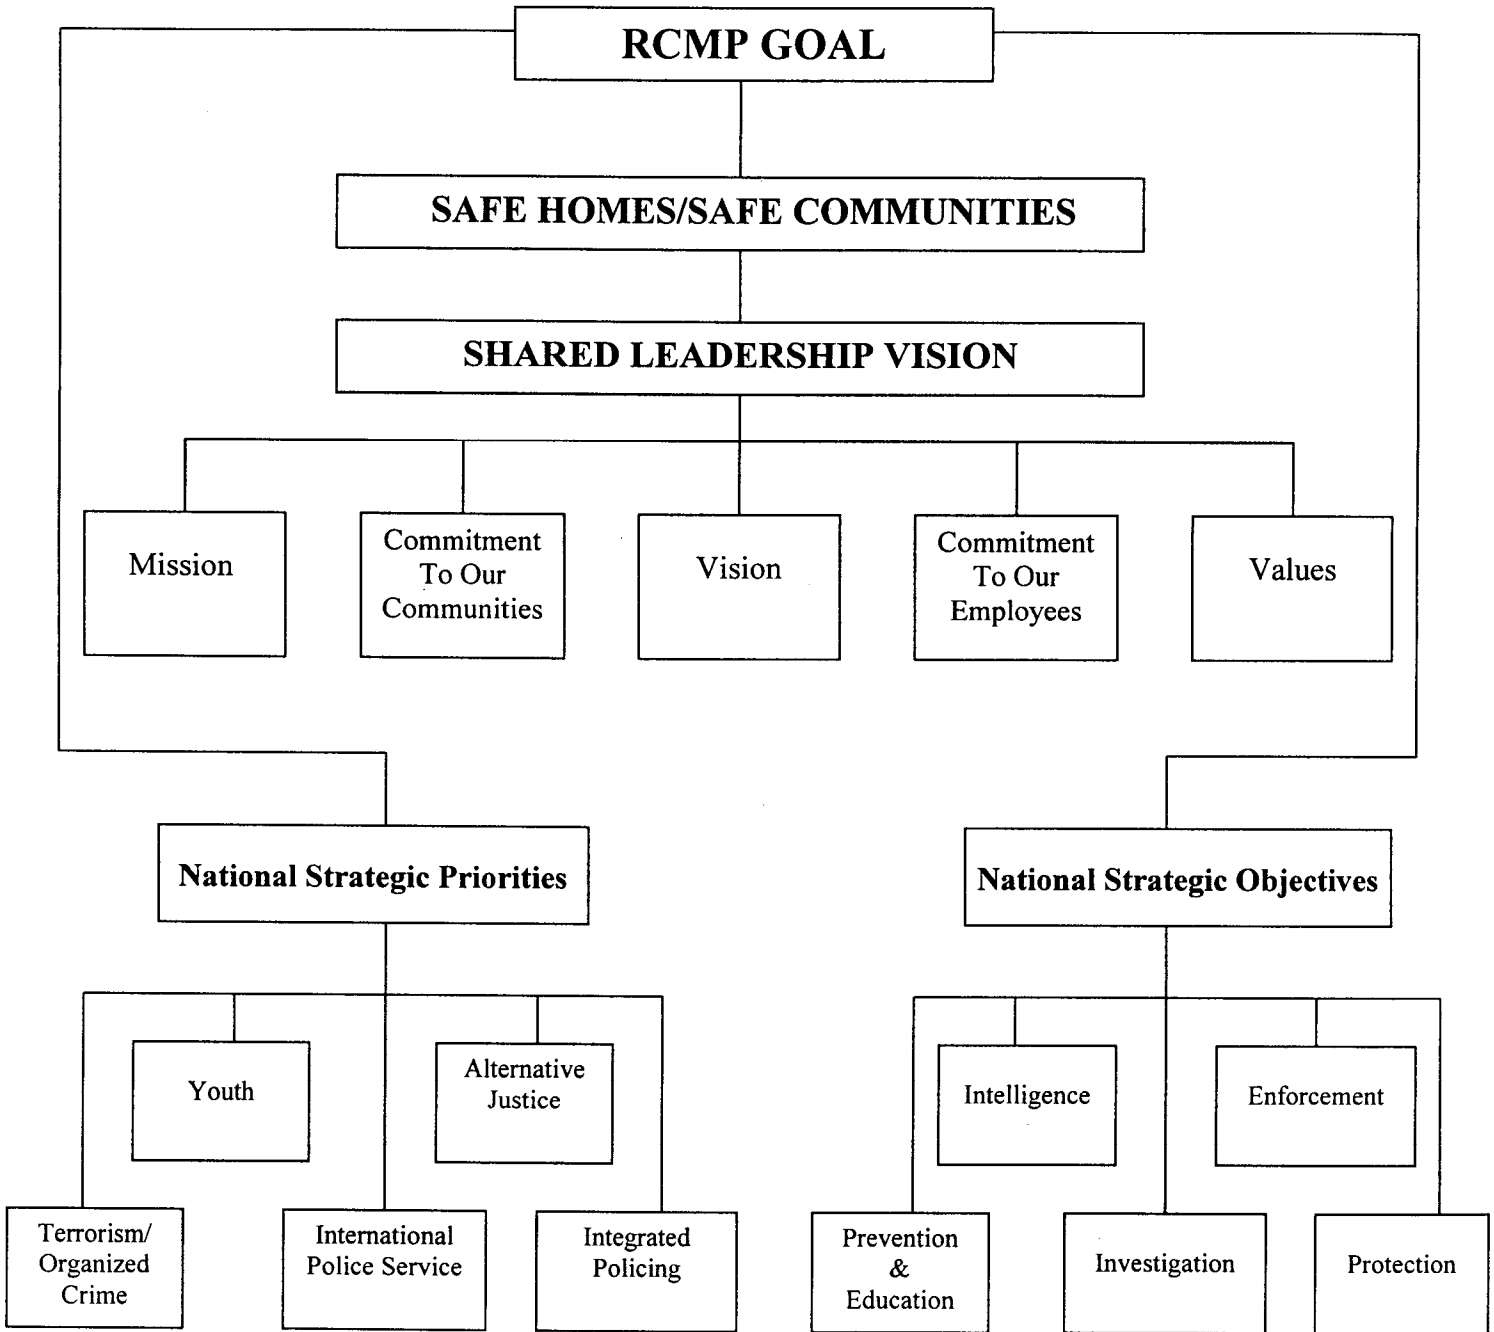 RCMP GOAL
SAFE HOMES/SAFE COMMUNITIES
SHARED LEADERSHIP VISION
Mission
Commitment
To Our
Communities
Vision
Commitment
To Our
Employees
Values
National Strategic Priorities
National Strategic Objectives
Youth
Alternative
Justice
Intelligence
Enforcement
Terrorism/
Organized
Crime
International
Police Service
Integrated
Policing
Prevention
&
Education
Investigation
Protection